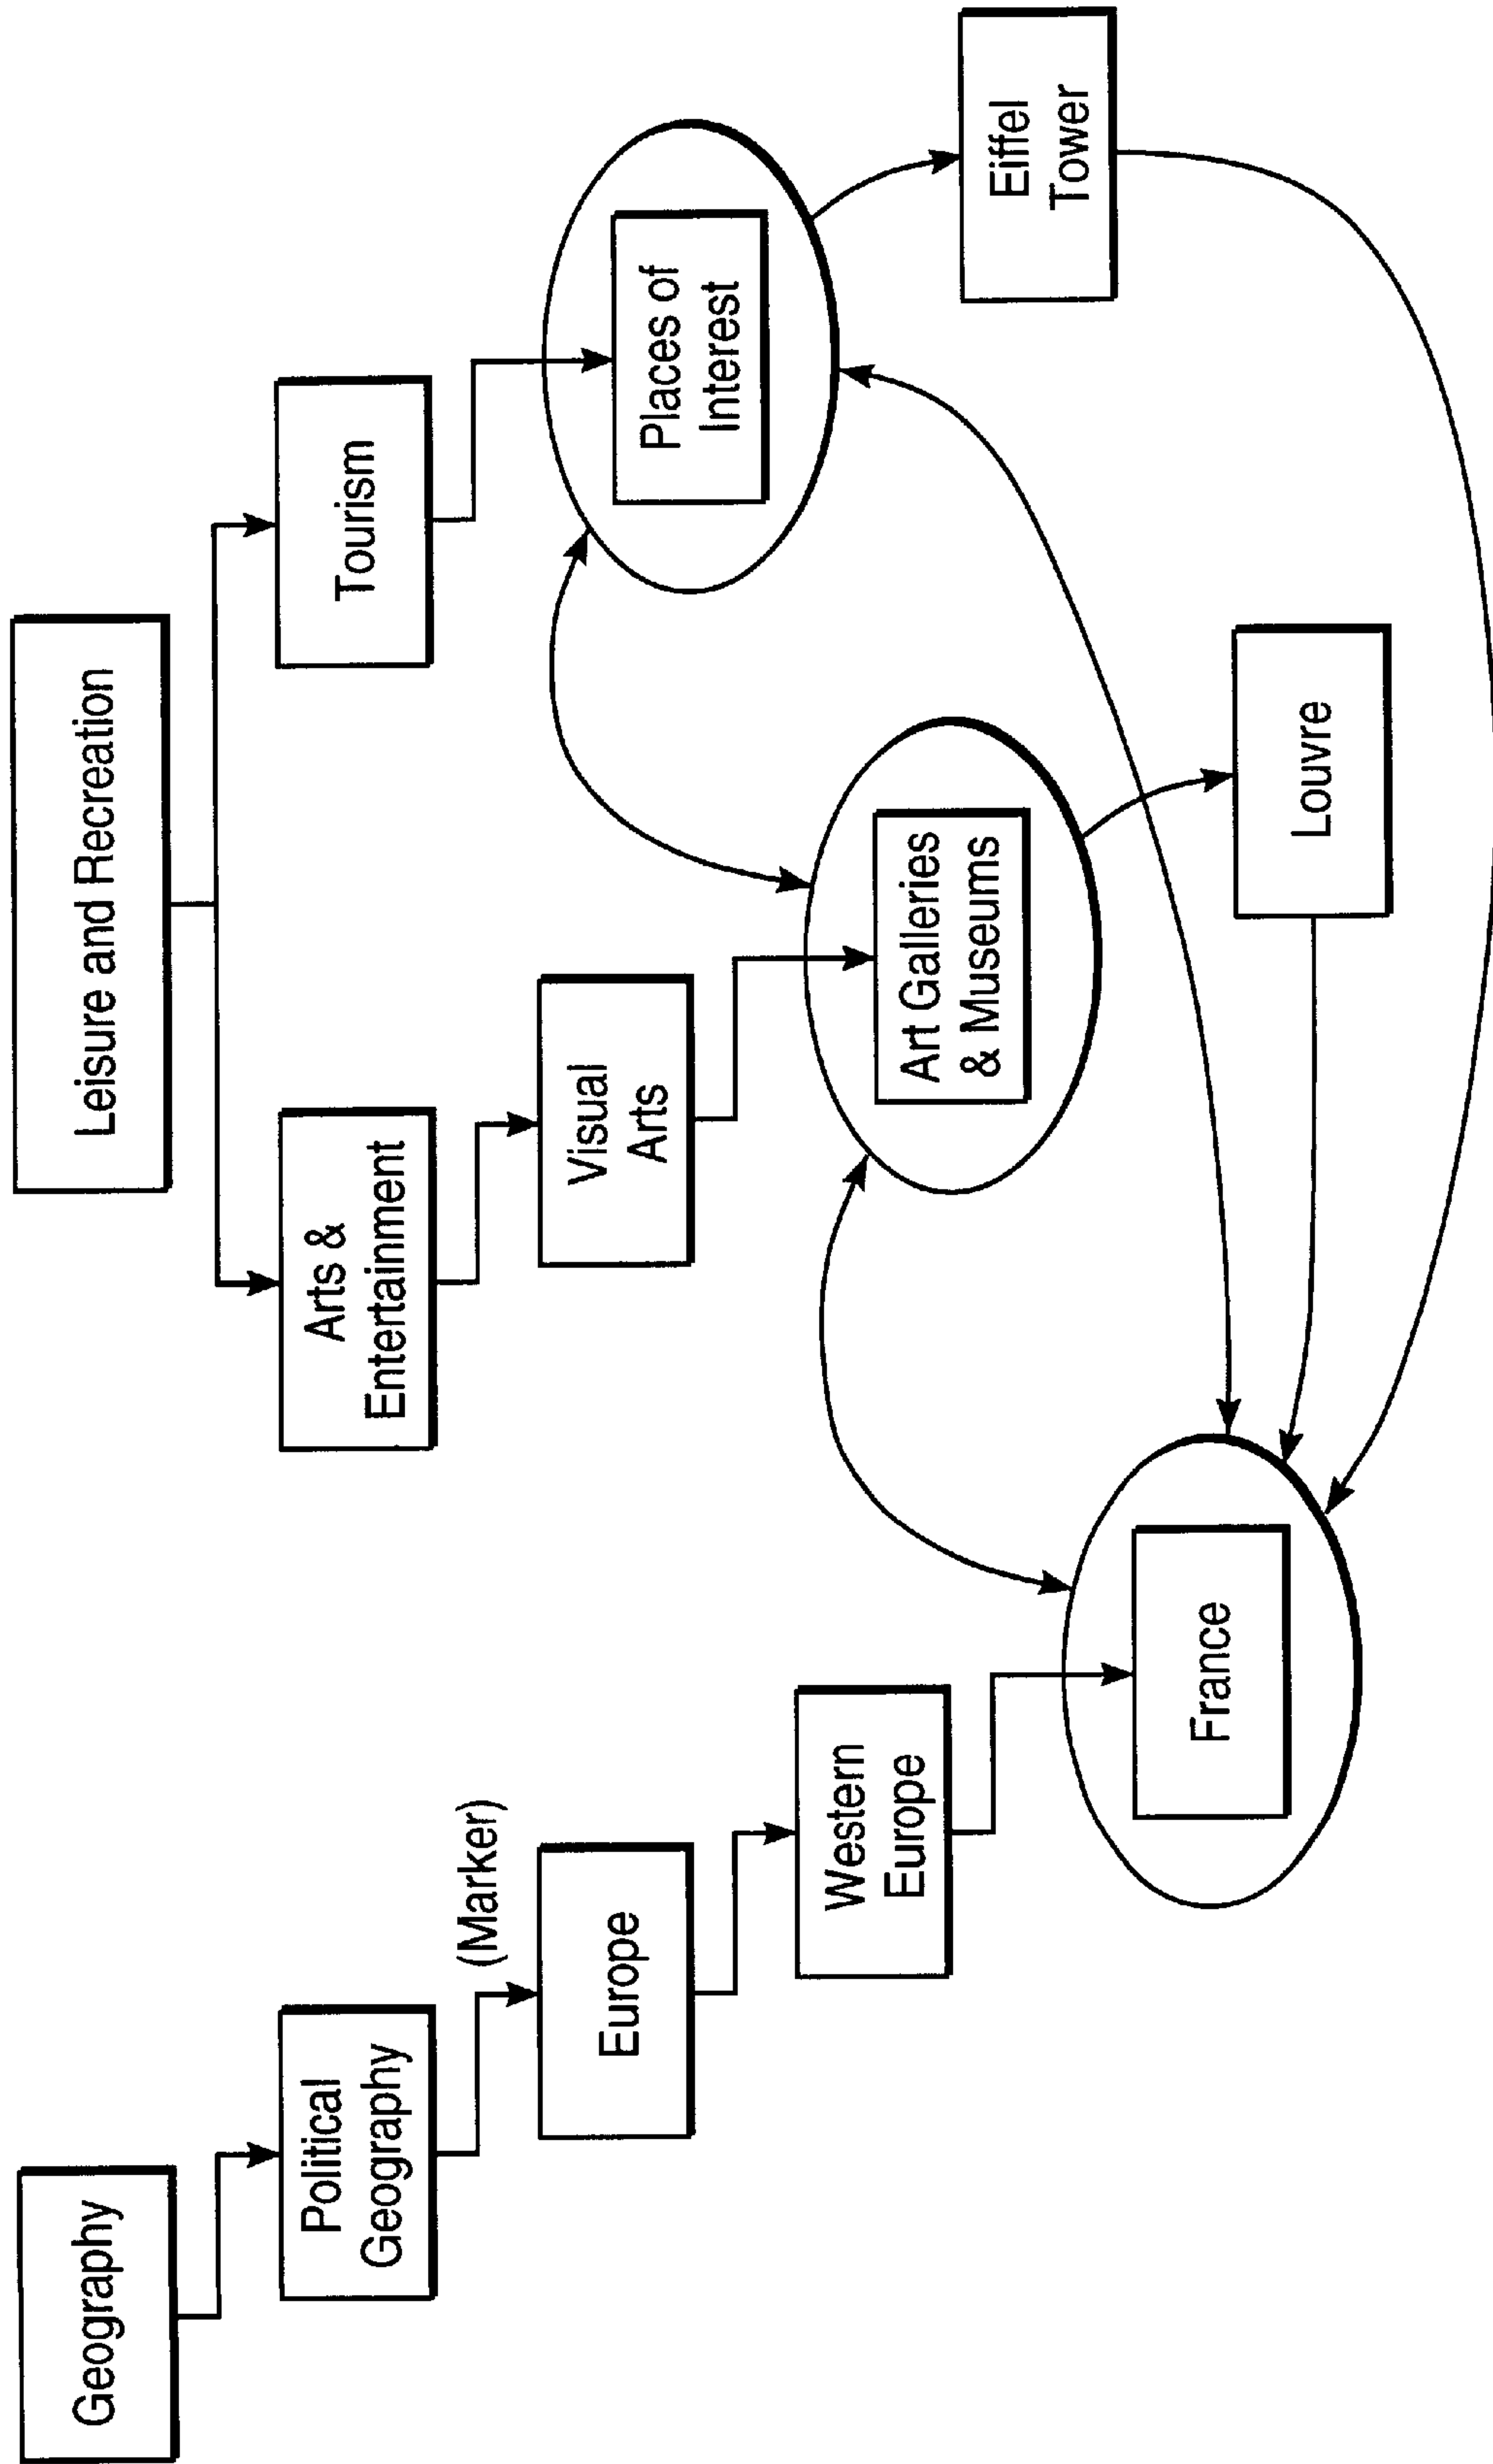 Geography
Political
Geography
(Marker)
Europe
Western
Europe
France
Leisure and Recreation
Arts &
Entertainment
Visual
Arts
Art Galleries
& Museums
Louvre
Tourism
Places of
Interest
Eiffel
Tower